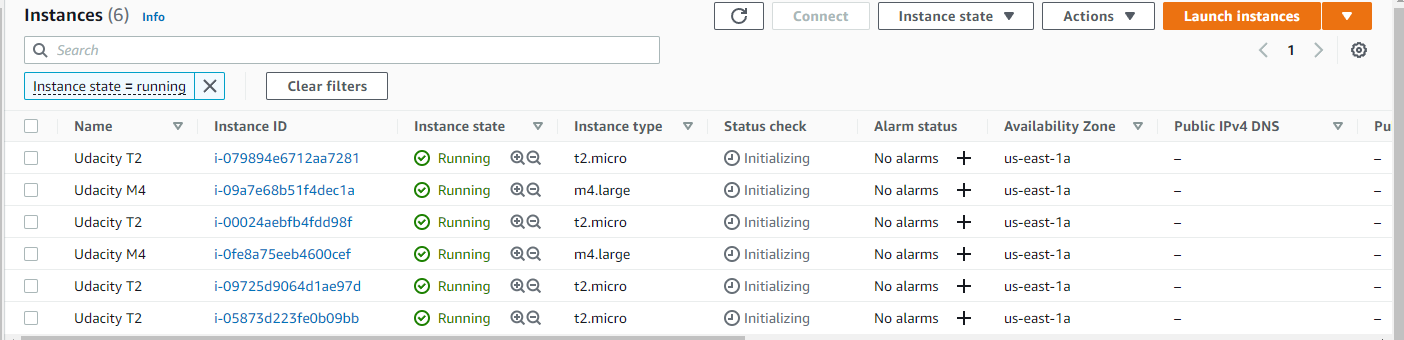 Instances (6) Info Connect Instance state Actions Launch instances
Search 1
Instance state = running Clear filters
Name Instance ID Instance state Instance type Status check Alarm status Availability Zone Public IPv4 DNS Pu
Udacity T2 i-079894e6712aa7281 Running t2.micro Initializing No alarms + us-east-1a – –
Udacity M4 i-09a7e68b51f4dec1a Running m4.large Initializing No alarms + us-east-1a – –
Udacity T2 i-00024aebfb4fdd98f Running t2.micro Initializing No alarms + us-east-1a – –
Udacity M4 i-0fe8a75eeb4600cef Running m4.large Initializing No alarms + us-east-1a – –
Udacity T2 i-09725d9064d1ae97d Running t2.micro Initializing No alarms + us-east-1a – –
Udacity T2 i-05873d223fe0b09bb Running t2.micro Initializing No alarms + us-east-1a – –